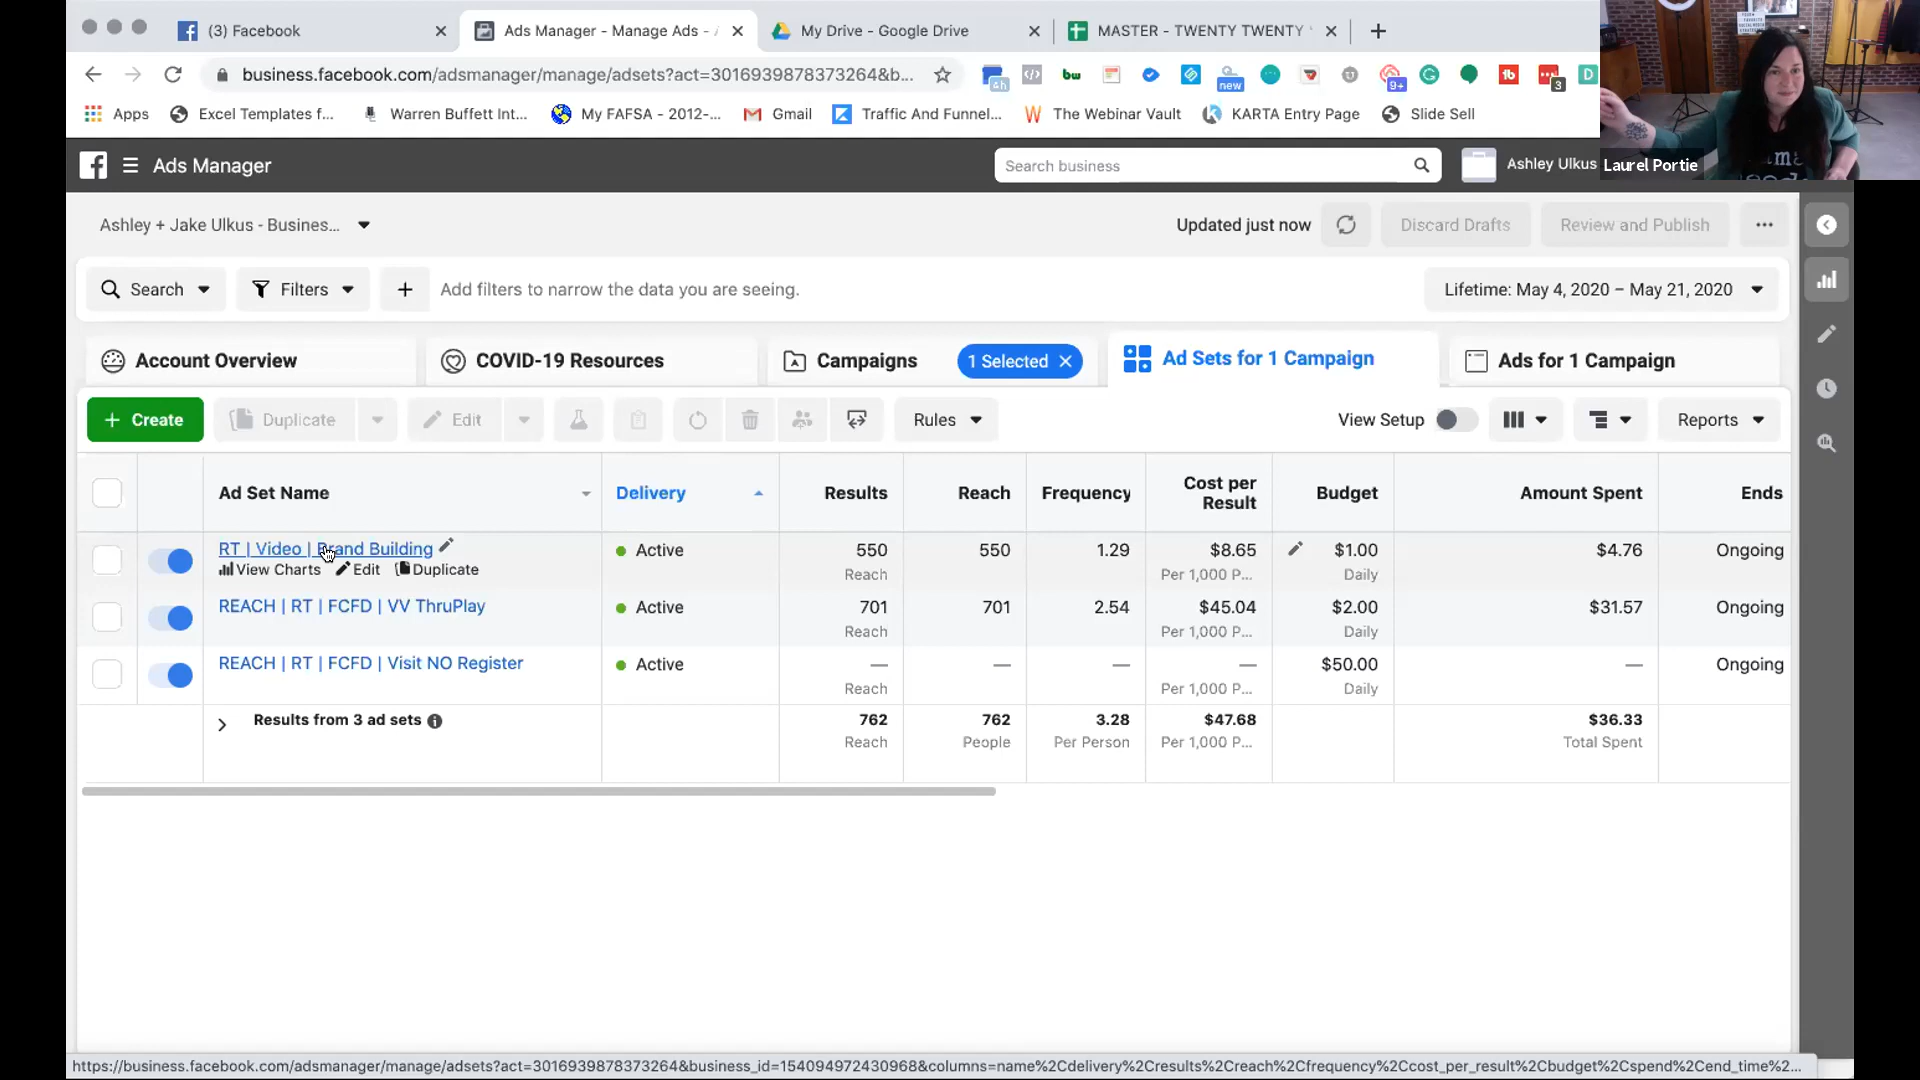 (3) Facebook
Ads Manager - Manage Ads -
My Drive - Google Drive
MASTER - TWENTY TWENTY
business.facebook.com/adsmanager/manage/adsets?act=3016939878373264&b...
4h
bw
new
9+
tb
3
D
Apps
Excel Templates f...
Warren Buffett Int...
My FAFSA - 2012-...
Gmail
Traffic And Funnel...
The Webinar Vault
KARTA Entry Page
Slide Sell
Ads Manager
Search business
Ashley Ulkus
Laurel Portie
Ashley + Jake Ulkus - Busines...
Updated just now
Discard Drafts
Review and Publish
Search
Filters
Add filters to narrow the data you are seeing.
Lifetime: May 4, 2020 – May 21, 2020
Account Overview
COVID-19 Resources
Campaigns
1 Selected
Ad Sets for 1 Campaign
Ads for 1 Campaign
+ Create
Duplicate
Edit
Rules
View Setup
Reports
Ad Set Name Delivery Results Reach Frequency Cost per Result Budget Amount Spent Ends
RT | Video | Brand Building Active 550 550 1.29 $8.65 $1.00 $4.76 Ongoing
View Charts Edit Duplicate Reach Per 1,000 P... Daily
REACH | RT | FCFD | VV ThruPlay Active 701 701 2.54 $45.04 $2.00 $31.57 Ongoing
Reach Per 1,000 P... Daily
REACH | RT | FCFD | Visit NO Register Active — — — — $50.00 — Ongoing
Reach Per 1,000 P... Daily
Results from 3 ad sets 762 762 3.28 $47.68 $36.33
Reach People Per Person Per 1,000 P... Total Spent
https://business.facebook.com/adsmanager/manage/adsets?act=3016939878373264&business_id=1540949724309​68&columns=name%2Cdelivery%2Cresults%2Creach%2Cfrequency%2Ccost_per_result%2Cbudget%2Cspend%2Cend_time%2...